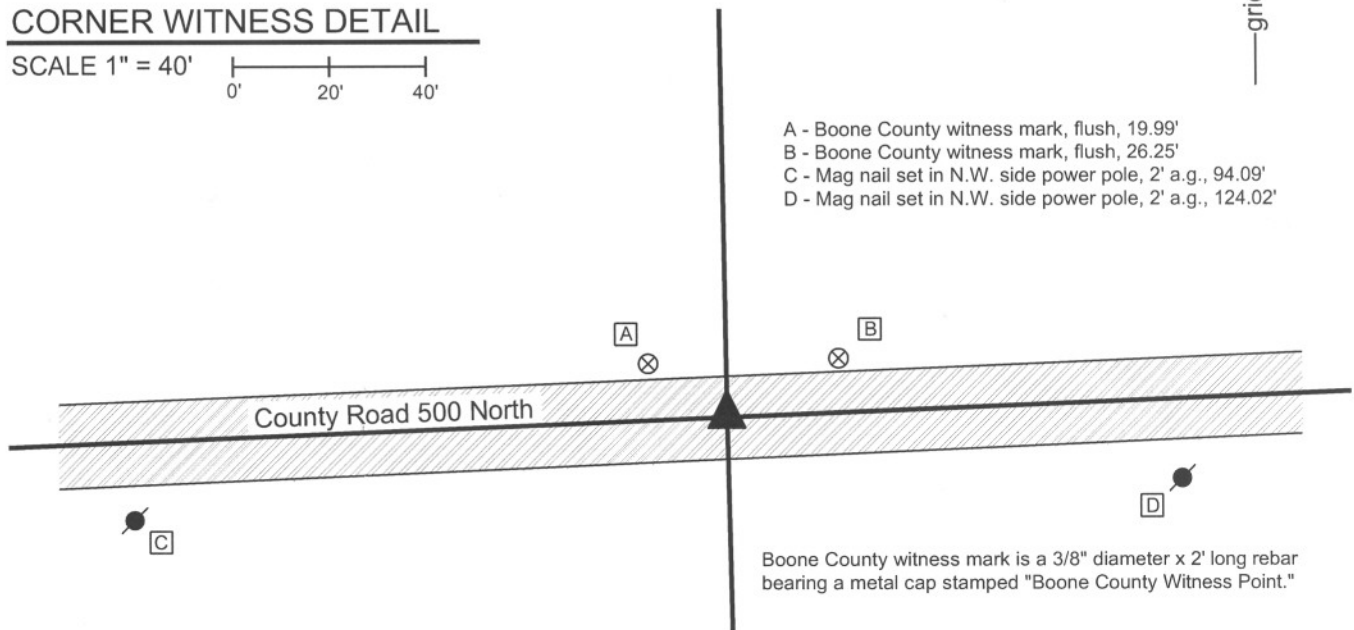 CORNER WITNESS DETAIL
SCALE 1" = 40'
0' 20' 40'
A - Boone County witness mark, flush, 19.99'
B - Boone County witness mark, flush, 26.25'
C - Mag nail set in N.W. side power pole, 2' a.g., 94.09'
D - Mag nail set in N.W. side power pole, 2' a.g., 124.02'
A
B
County Road 500 North
C
D
Boone County witness mark is a 3/8" diameter x 2' long rebar
bearing a metal cap stamped "Boone County Witness Point."